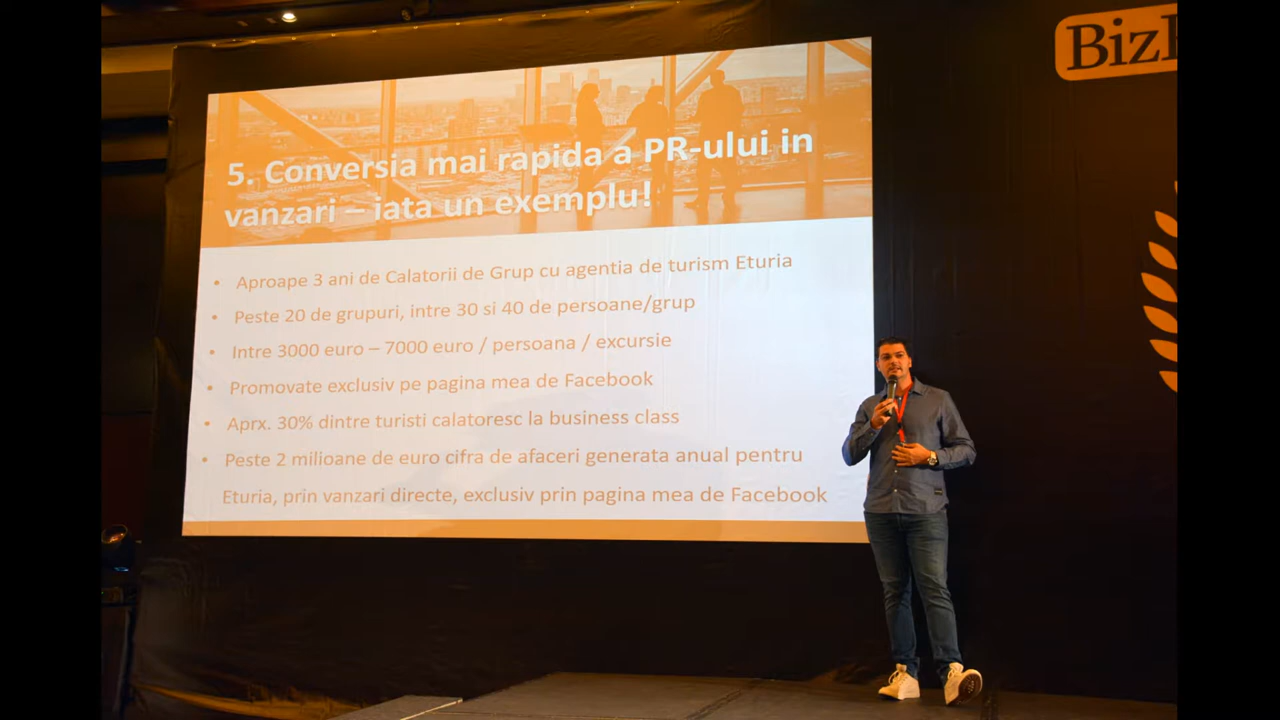 Biz
5. Conversia mai rapida a PR-ului in
vanzari – iata un exemplu!
• Aproape 3 ani de Calatorii de Grup cu agentia de turism Eturia
• Peste 20 de grupuri, intre 30 si 40 de persoane/grup
• Intre 3000 euro – 7000 euro / persoana / excursie
• Promovate exclusiv pe pagina mea de Facebook
• Aprx. 30% dintre turisti calatoresc la business class
• Peste 2 milioane de euro cifra de afaceri generata anual pentru
Eturia, prin vanzari directe, exclusiv prin pagina mea de Facebook